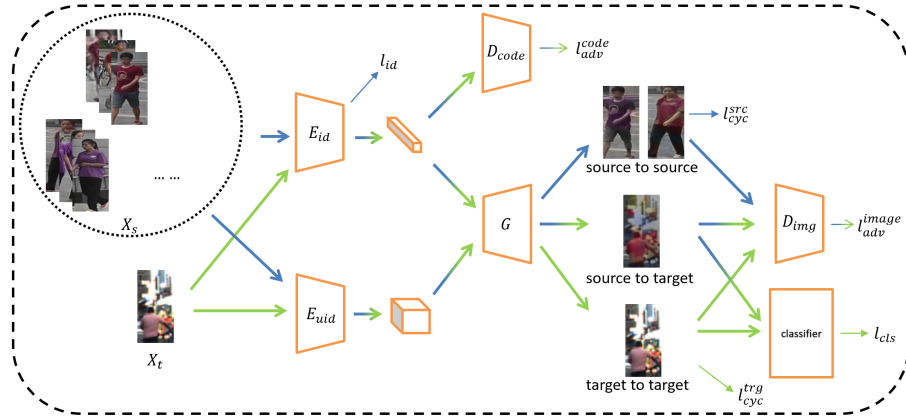 D_code
l_adv^code
l_id
E_id
l_cyc^src
source to source
... ...
X_s
G
D_img
l_adv^image
source to target
E_uid
X_t
classifier
l_cls
target to target
l_cyc^trg